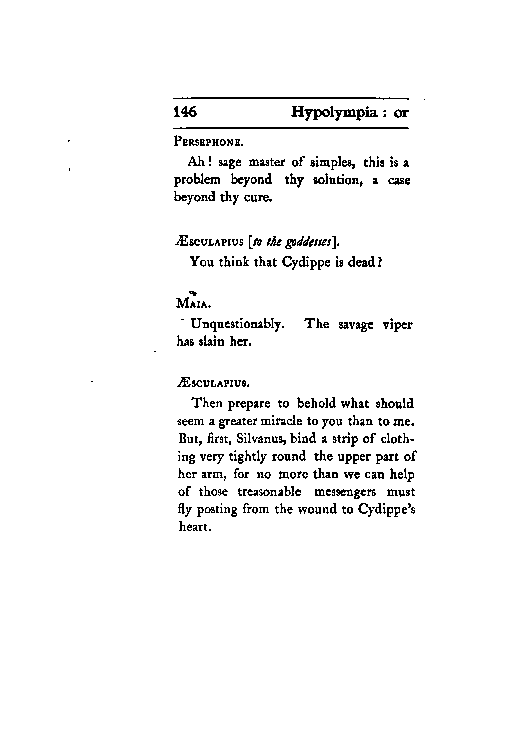 146 Hypolympia : or
Persephone.
Ah! sage master of simples, this is a
problem beyond thy solution, a case
beyond thy cure.
Æsculapius [to the goddesses].
You think that Cydippe is dead?
Maia.
Unquestionably. The savage viper
has slain her.
Æsculapius.
Then prepare to behold what should
seem a greater miracle to you than to me.
But, first, Silvanus, bind a strip of cloth-
ing very tightly round the upper part of
her arm, for no more than we can help
of those treasonable messengers must
fly posting from the wound to Cydippe's
heart.